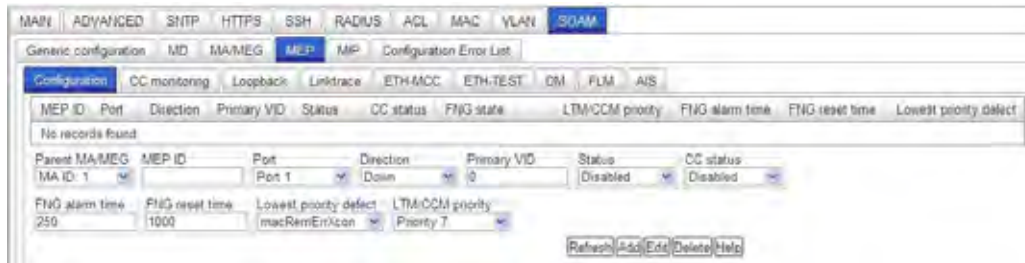 MAIN ADVANCED SNTP HTTPS SSH RADIUS ACL MAC VLAN SOAM
Generic configuration MD MA/MEG MEP MIP Configuration Error List
Configuration CC monitoring Loopback Linktrace ETH-MCC ETH-TEST DM FLM AIS
MEP ID Port Direction Primary VID Status CC status FNG state LTM/CCM priority FNG alarm time FNG reset time Lowest priority defect
No records found
Parent MA/MEG MEP ID Port Direction Primary VID Status CC status
MA ID: 1 Port 1 Down 0 Disabled Disabled
FNG alarm time FNG reset time Lowest priority defect LTM/CCM priority
250 1000 macRemErrXcon Priority 7
Refresh Add Edit Delete Help